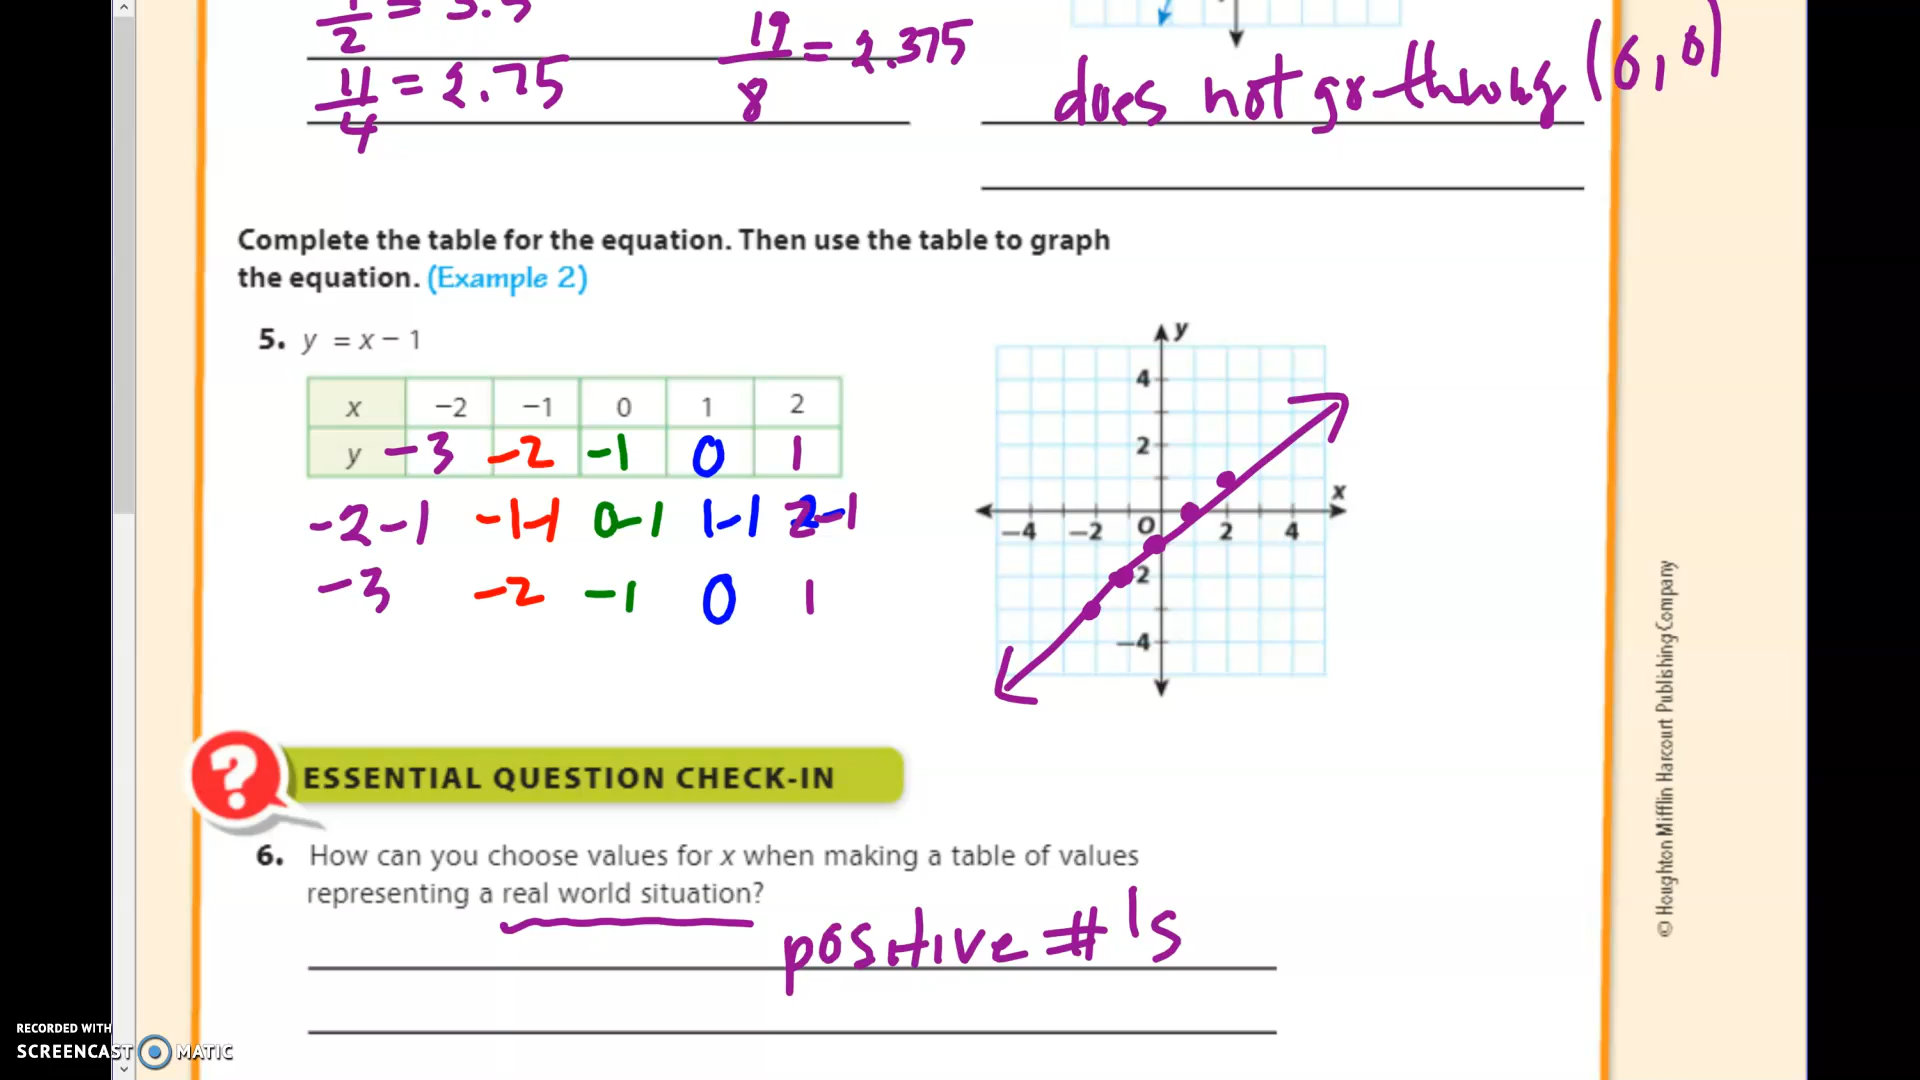 1/2 = 3.5
11/4 = 2.75
19/8 = 2.375
does not go through (0,0)
Complete the table for the equation. Then use the table to graph
the equation. (Example 2)
5. y = x − 1
x −2 −1 0 1 2
y −3 −2 −1 0 1
-2-1 -1-1 0-1 1-1 2-1
-3 -2 -1 0 1
y
4
2
x
−4 −2 O 2 4
−2
−4
ESSENTIAL QUESTION CHECK-IN
6. How can you choose values for x when making a table of values
representing a real world situation?
positive #'s
© Houghton Mifflin Harcourt Publishing Company
RECORDED WITH
SCREENCAST MATIC